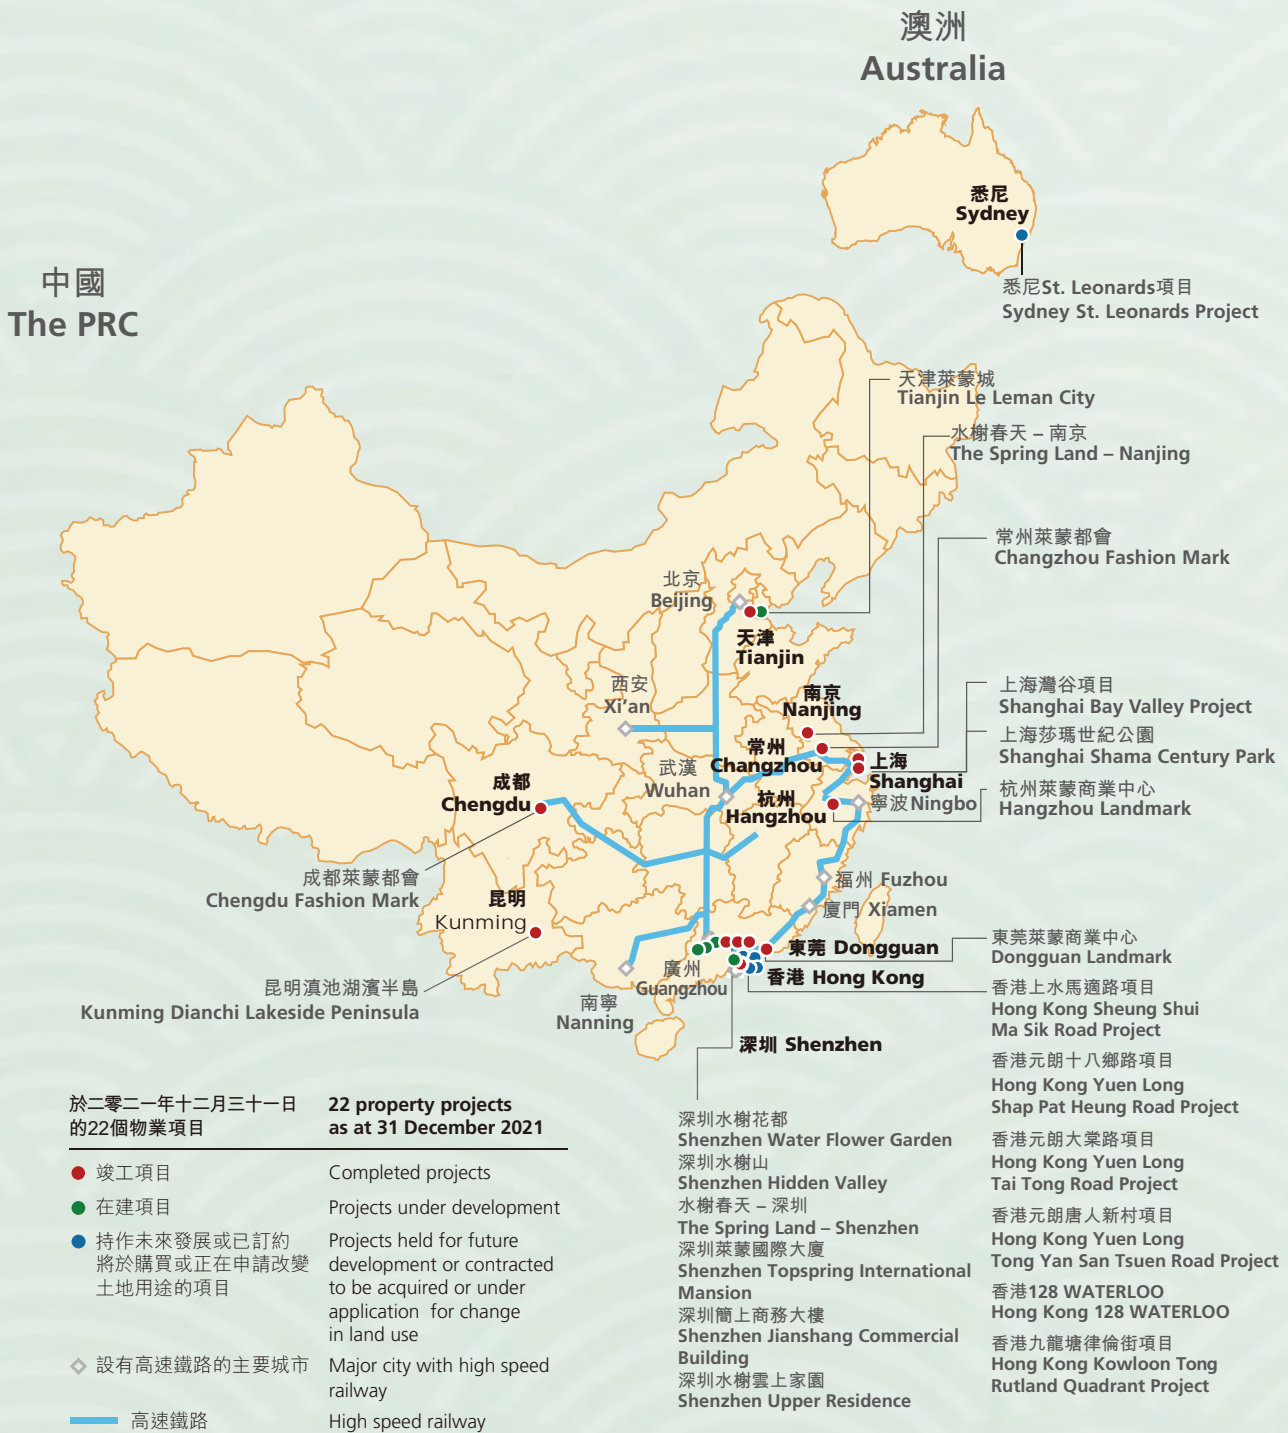 澳洲
Australia
悉尼
Sydney
悉尼St. Leonards項目
Sydney St. Leonards Project
中國
The PRC
天津萊蒙城
Tianjin Le Leman City
水榭春天 – 南京
The Spring Land – Nanjing
常州萊蒙都會
Changzhou Fashion Mark
北京
Beijing
天津
Tianjin
西安
Xi'an
南京
Nanjing
上海灣谷項目
Shanghai Bay Valley Project
上海莎瑪世紀公園
Shanghai Shama Century Park
常州
Changzhou
上海
Shanghai
武漢
Wuhan
杭州
Hangzhou
寧波Ningbo
杭州萊蒙商業中心
Hangzhou Landmark
成都
Chengdu
成都萊蒙都會
Chengdu Fashion Mark
福州 Fuzhou
廈門 Xiamen
昆明
Kunming
昆明滇池湖濱半島
Kunming Dianchi Lakeside Peninsula
東莞 Dongguan
東莞萊蒙商業中心
Dongguan Landmark
廣州
Guangzhou
香港 Hong Kong
南寧
Nanning
深圳 Shenzhen
香港上水馬適路項目
Hong Kong Sheung Shui
Ma Sik Road Project
香港元朗十八鄉路項目
Hong Kong Yuen Long
Shap Pat Heung Road Project
香港元朗大棠路項目
Hong Kong Yuen Long
Tai Tong Road Project
香港元朗唐人新村項目
Hong Kong Yuen Long
Tong Yan San Tsuen Road Project
香港128 WATERLOO
Hong Kong 128 WATERLOO
香港九龍塘律倫街項目
Hong Kong Kowloon Tong
Rutland Quadrant Project
深圳水榭花都
Shenzhen Water Flower Garden
深圳水榭山
Shenzhen Hidden Valley
水榭春天 – 深圳
The Spring Land – Shenzhen
深圳萊蒙國際大廈
Shenzhen Topspring International
Mansion
深圳簡上商務大樓
Shenzhen Jianshang Commercial
Building
深圳水榭雲上家園
Shenzhen Upper Residence
於二零二一年十二月三十一日
的22個物業項目
22 property projects
as at 31 December 2021
竣工項目
Completed projects
在建項目
Projects under development
持作未來發展或已訂約
將於購買或正在申請改變
土地用途的項目
Projects held for future
development or contracted
to be acquired or under
application for change
in land use
設有高速鐵路的主要城市
Major city with high speed
railway
高速鐵路
High speed railway